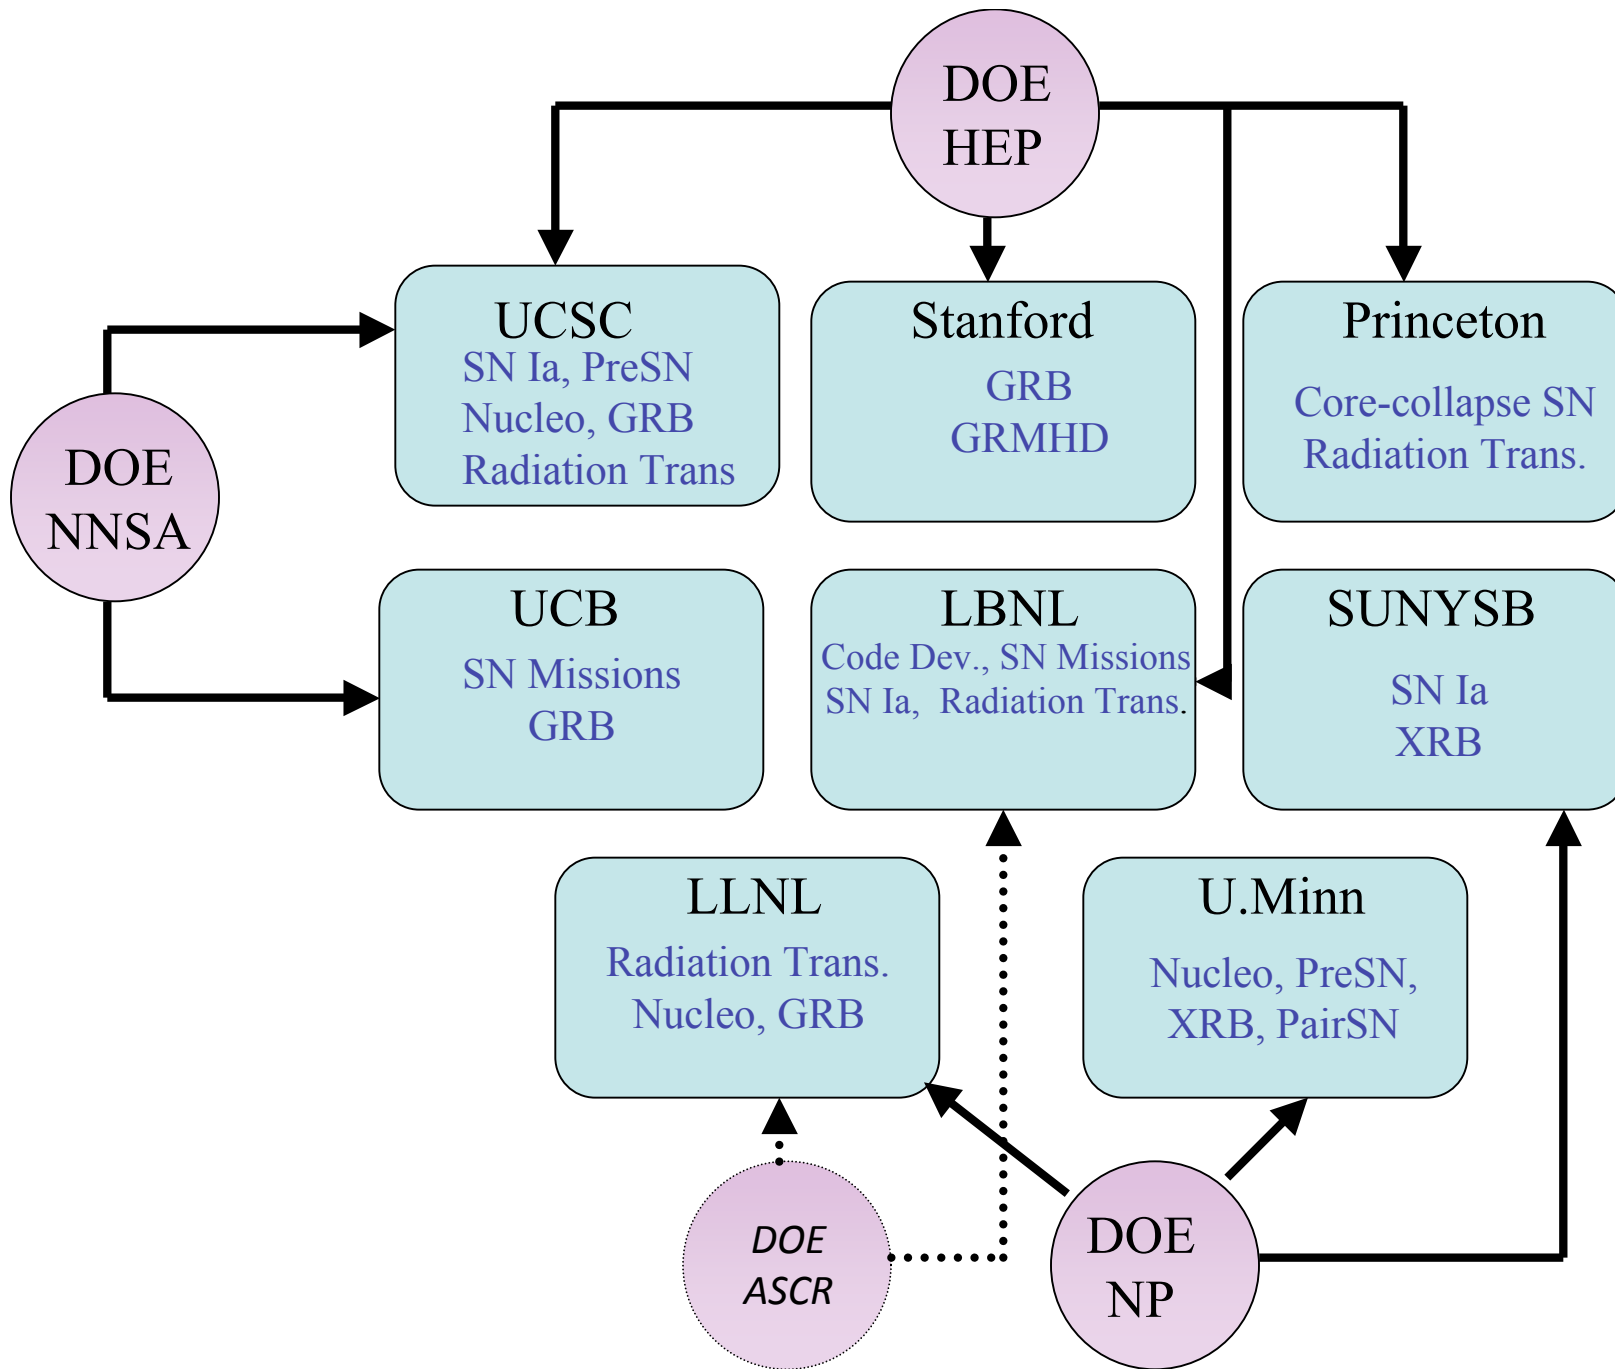 DOE
HEP
UCSC
SN Ia, PreSN
Nucleo, GRB
Radiation Trans
Stanford
GRB
GRMHD
Princeton
Core-collapse SN
Radiation Trans.
DOE
NNSA
UCB
SN Missions
GRB
LBNL
Code Dev., SN Missions
SN Ia, Radiation Trans.
SUNYSB
SN Ia
XRB
LLNL
Radiation Trans.
Nucleo, GRB
U.Minn
Nucleo, PreSN,
XRB, PairSN
DOE
ASCR
DOE
NP